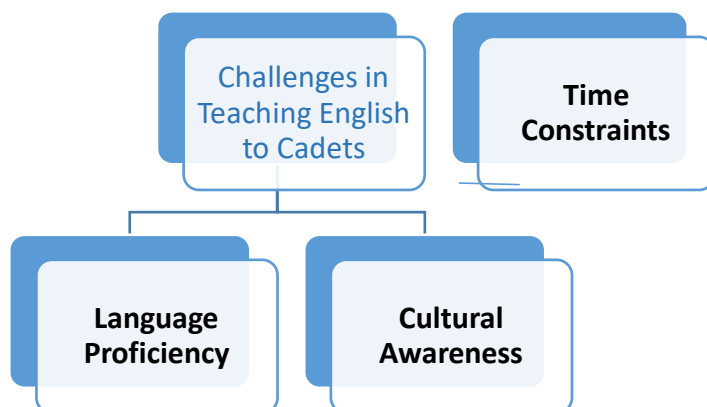 Challenges in
Teaching English
to Cadets
Time
Constraints
Language
Proficiency
Cultural
Awareness